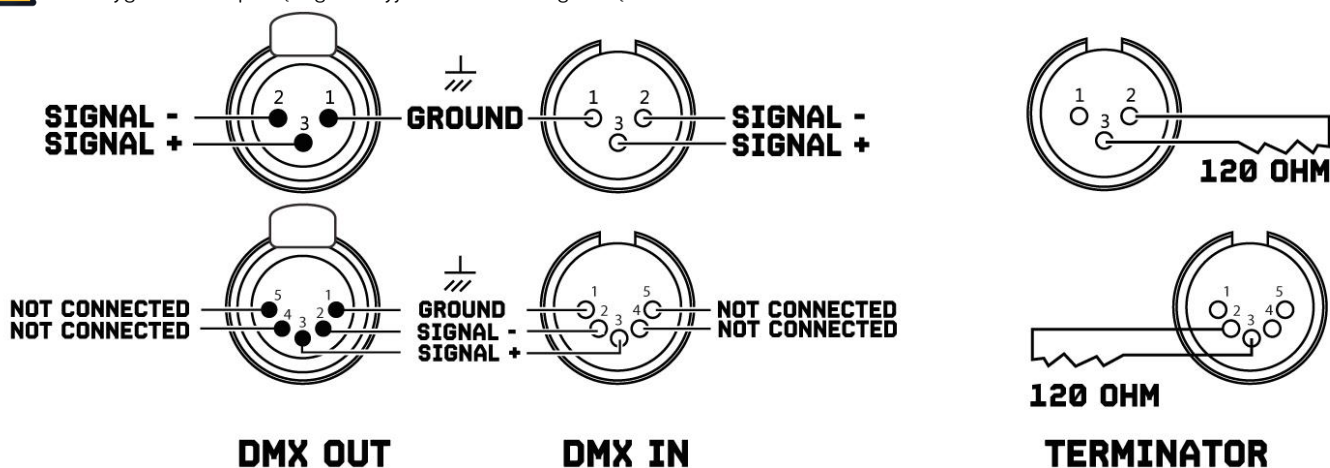 2 1
3
SIGNAL -
SIGNAL +
GROUND
1 2
3
SIGNAL -
SIGNAL +
1 2
3
120 OHM
5 1
4 2
3
NOT CONNECTED
NOT CONNECTED
GROUND
SIGNAL -
SIGNAL +
1 5
2 4
3
NOT CONNECTED
NOT CONNECTED
1 5
2 4
3
120 OHM
DMX OUT
DMX IN
TERMINATOR